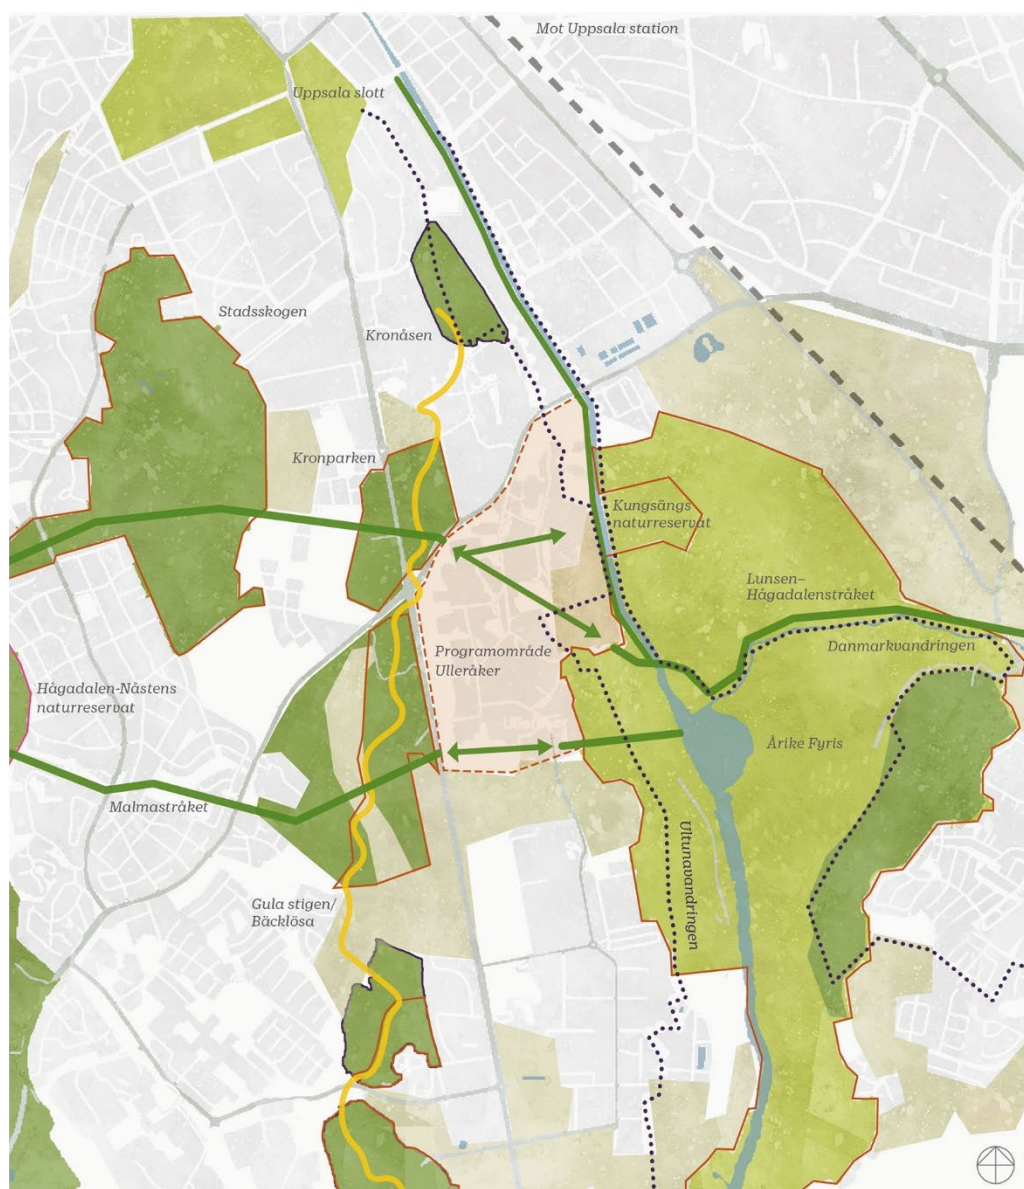 Mot Uppsala station
Uppsala slott
Stadsskogen
Kronåsen
Kronparken
Kungsängs
naturreservat
Lunsen–
Hågadalenstråket
Danmarkvandringen
Programområde
Ulleråker
Hågadalen-Nåstens
naturreservat
Årike Fyris
Malmastråket
Ultunavandringen
Gula stigen/
Bäcklösa